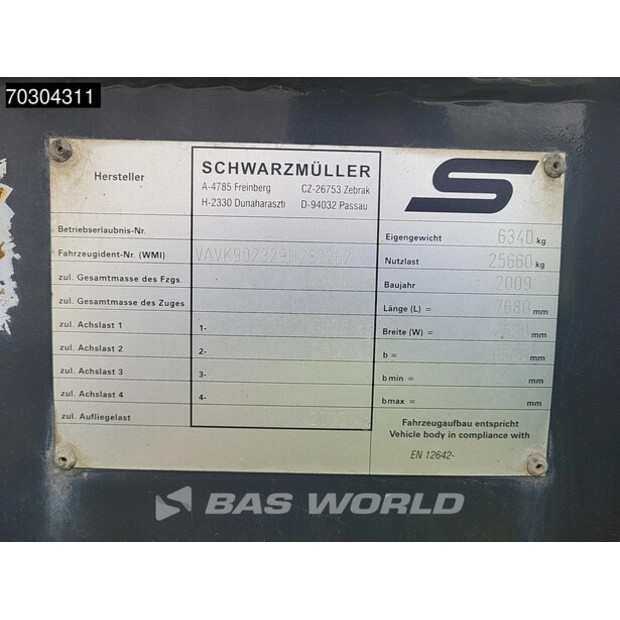 70304311
Hersteller
SCHWARZMÜLLER
A-4785 Freinberg CZ-26753 Zebrak
H-2330 Dunaharaszti D-94032 Passau
S
Betriebserlaubnis-Nr.
Fahrzeugident-Nr. (WMI)
zul. Gesamtmasse des Fzgs.
zul. Gesamtmasse des Zuges
zul. Achslast 1 1-
zul. Achslast 2 2-
zul. Achslast 3 3-
zul. Achslast 4 4-
zul. Aufliegelast
Eigengewicht 6340 kg
Nutzlast 25660 kg
Baujahr 2009
Länge (L) = 7680 mm
Breite (W) = mm
b = mm
b min = mm
b max = mm
Fahrzeugaufbau entspricht
Vehicle body in compliance with
EN 12642-
BAS WORLD